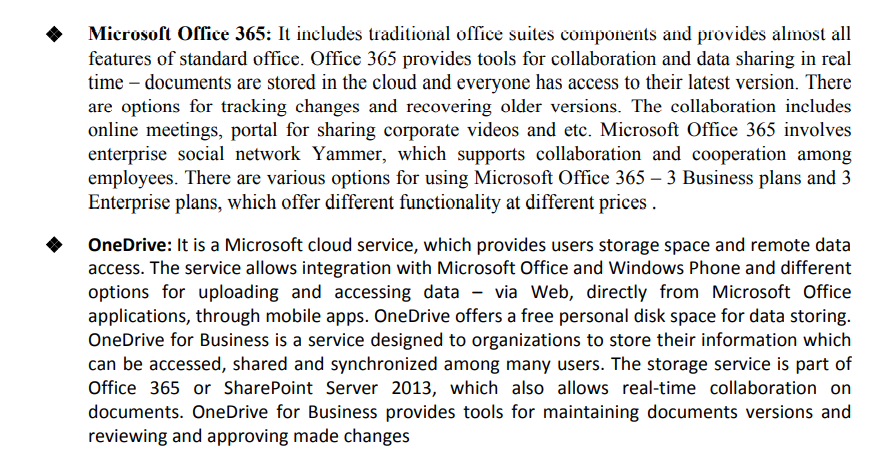 ❖ Microsoft Office 365: It includes traditional office suites components and provides almost all
features of standard office. Office 365 provides tools for collaboration and data sharing in real
time – documents are stored in the cloud and everyone has access to their latest version. There
are options for tracking changes and recovering older versions. The collaboration includes
online meetings, portal for sharing corporate videos and etc. Microsoft Office 365 involves
enterprise social network Yammer, which supports collaboration and cooperation among
employees. There are various options for using Microsoft Office 365 – 3 Business plans and 3
Enterprise plans, which offer different functionality at different prices .
❖ OneDrive: It is a Microsoft cloud service, which provides users storage space and remote data
access. The service allows integration with Microsoft Office and Windows Phone and different
options for uploading and accessing data – via Web, directly from Microsoft Office
applications, through mobile apps. OneDrive offers a free personal disk space for data storing.
OneDrive for Business is a service designed to organizations to store their information which
can be accessed, shared and synchronized among many users. The storage service is part of
Office 365 or SharePoint Server 2013, which also allows real-time collaboration on
documents. OneDrive for Business provides tools for maintaining documents versions and
reviewing and approving made changes